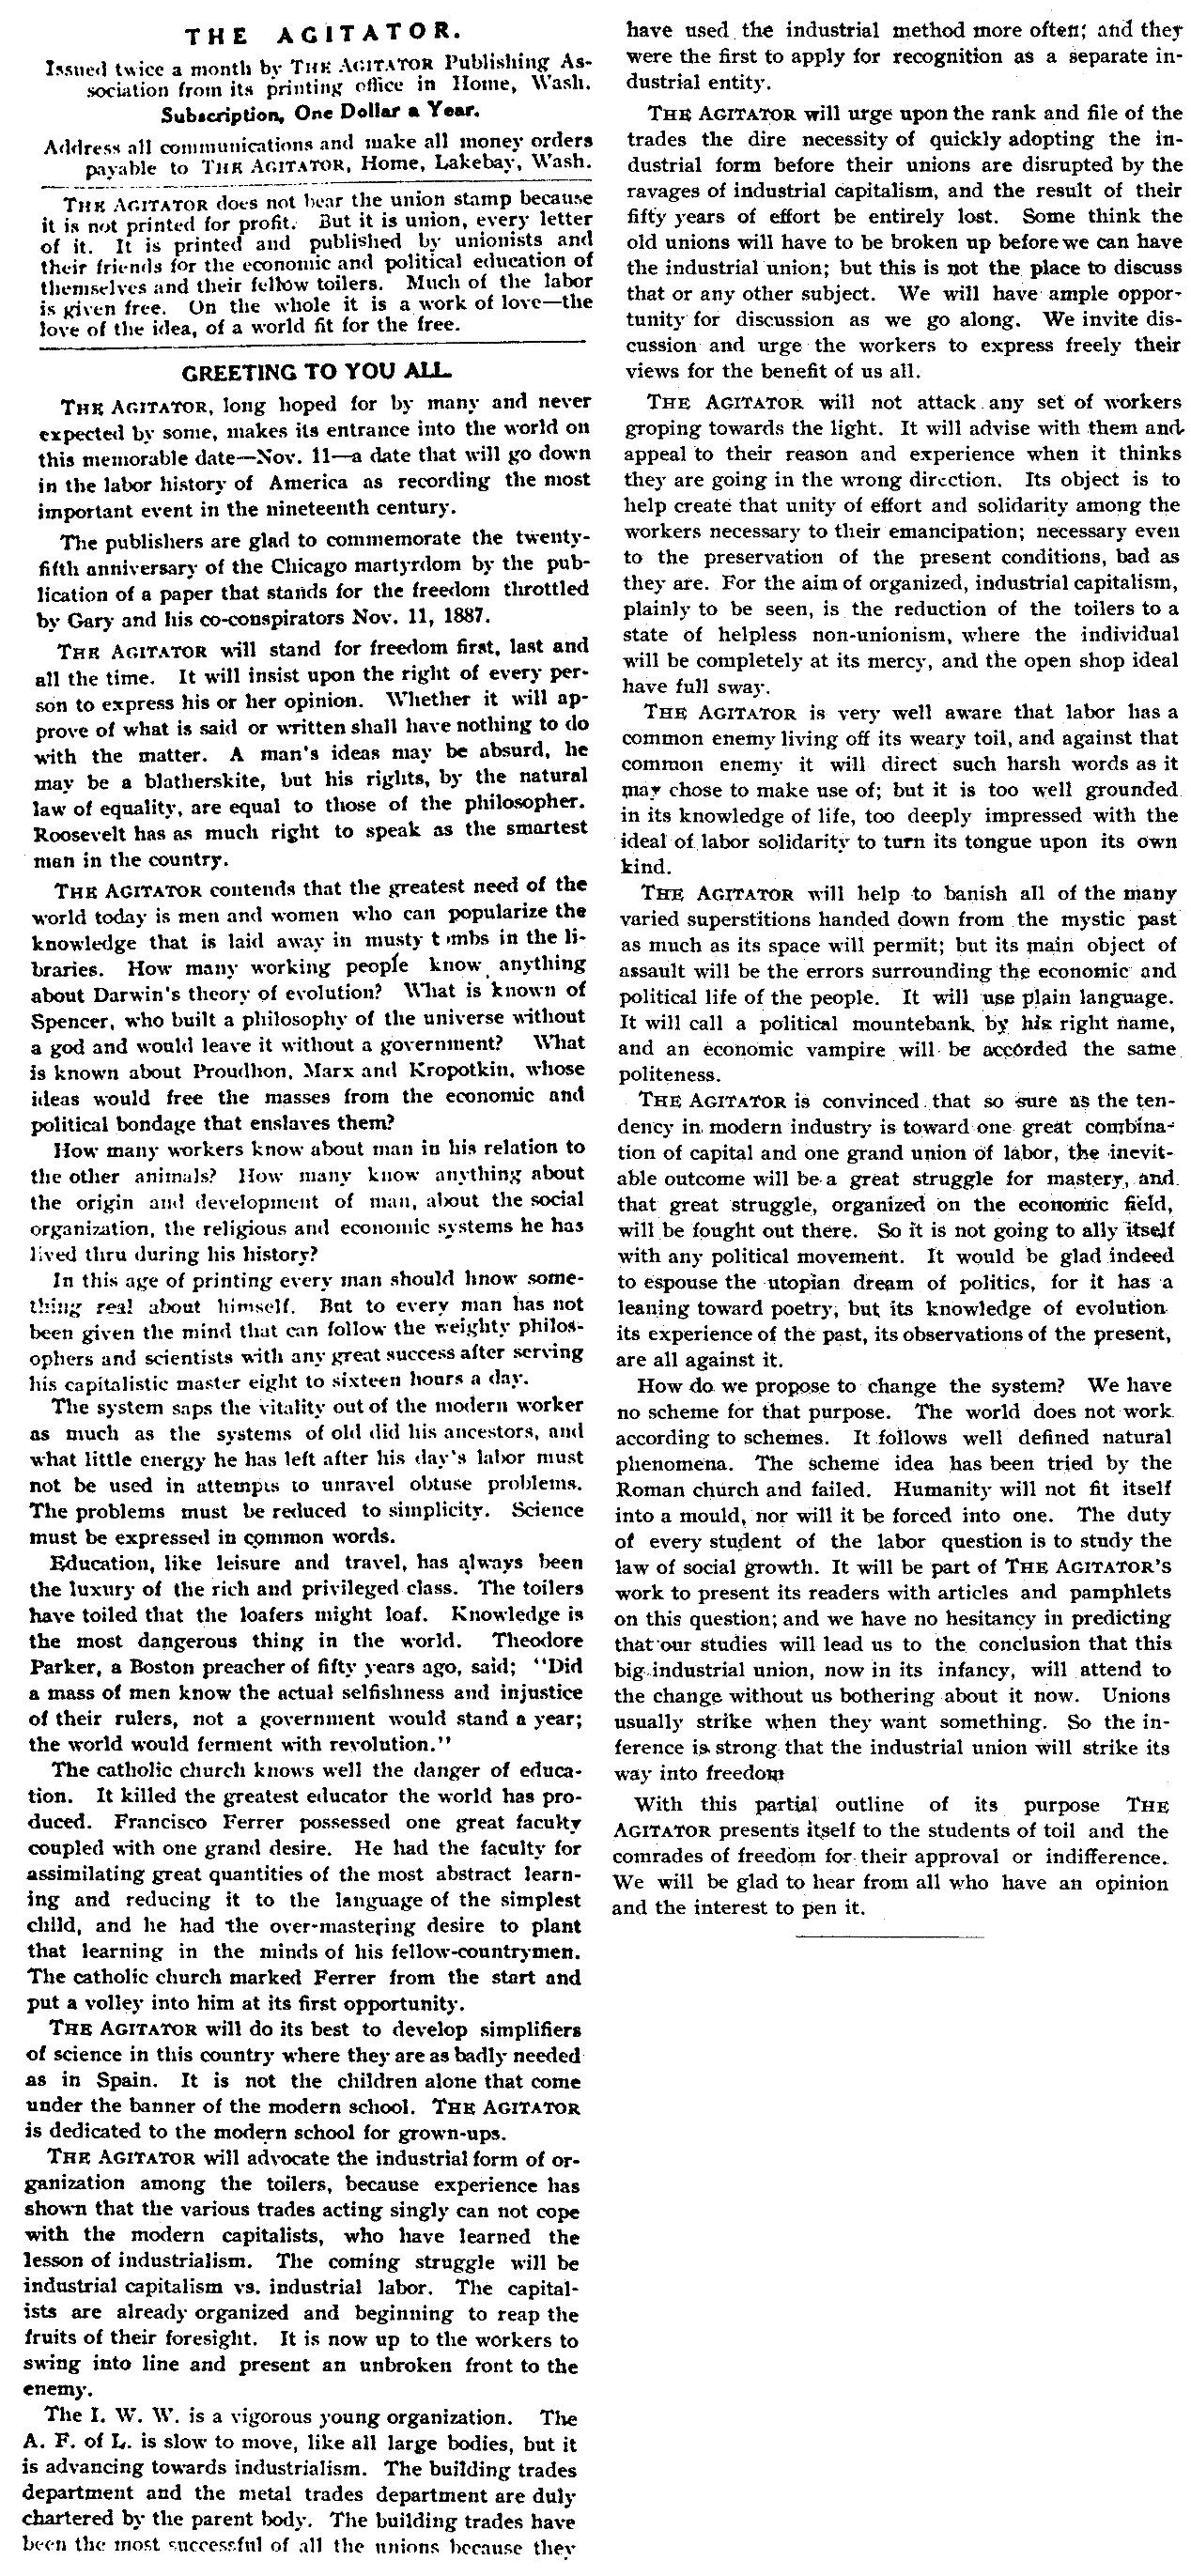 THE AGITATOR.
Issued twice a month by THE AGITATOR Publishing As-
sociation from its printing office in Home, Wash.
Subscription, One Dollar a Year.
Address all communications and make all money orders
payable to THE AGITATOR, Home, Lakebay, Wash.
THE AGITATOR does not bear the union stamp because
it is not printed for profit. But it is union, every letter
of it. It is printed and published by unionists and
their friends for the economic and political education of
themselves and their fellow toilers. Much of the labor
is given free. On the whole it is a work of love—the
love of the idea, of a world fit for the free.
GREETING TO YOU ALL.
THE AGITATOR, long hoped for by many and never
expected by some, makes its entrance into the world on
this memorable date—Nov. 11—a date that will go down
in the labor history of America as recording the most
important event in the nineteenth century.
The publishers are glad to commemorate the twenty-
fifth anniversary of the Chicago martyrdom by the pub-
lication of a paper that stands for the freedom throttled
by Gary and his co-conspirators Nov. 11, 1887.
THE AGITATOR will stand for freedom first, last and
all the time. It will insist upon the right of every per-
son to express his or her opinion. Whether it will ap-
prove of what is said or written shall have nothing to do
with the matter. A man's ideas may be absurd, he
may be a blatherskite, but his rights, by the natural
law of equality, are equal to those of the philosopher.
Roosevelt has as much right to speak as the smartest
man in the country.
THE AGITATOR contends that the greatest need of the
world today is men and women who can popularize the
knowledge that is laid away in musty tombs in the li-
braries. How many working people know anything
about Darwin's theory of evolution? What is known of
Spencer, who built a philosophy of the universe without
a god and would leave it without a government? What
is known about Proudhon, Marx and Kropotkin, whose
ideas would free the masses from the economic and
political bondage that enslaves them?
How many workers know about man in his relation to
the other animals? How many know anything about
the origin and development of man, about the social
organization, the religious and economic systems he has
lived thru during his history?
In this age of printing every man should hnow some-
thing real about himself. But to every man has not
been given the mind that can follow the weighty philos-
ophers and scientists with any great success after serving
his capitalistic master eight to sixteen hours a day.
The system saps the vitality out of the modern worker
as much as the systems of old did his ancestors, and
what little energy he has left after his day's labor must
not be used in attempts to unravel obtuse problems.
The problems must be reduced to simplicity. Science
must be expressed in common words.
Education, like leisure and travel, has always been
the luxury of the rich and privileged class. The toilers
have toiled that the loafers might loaf. Knowledge is
the most dangerous thing in the world. Theodore
Parker, a Boston preacher of fifty years ago, said; "Did
a mass of men know the actual selfishness and injustice
of their rulers, not a government would stand a year;
the world would ferment with revolution."
The catholic church knows well the danger of educa-
tion. It killed the greatest educator the world has pro-
duced. Francisco Ferrer possessed one great faculty
coupled with one grand desire. He had the faculty for
assimilating great quantities of the most abstract learn-
ing and reducing it to the language of the simplest
child, and he had the over-mastering desire to plant
that learning in the minds of his fellow-countrymen.
The catholic church marked Ferrer from the start and
put a volley into him at its first opportunity.
THE AGITATOR will do its best to develop simplifiers
of science in this country where they are as badly needed
as in Spain. It is not the children alone that come
under the banner of the modern school. THE AGITATOR
is dedicated to the modern school for grown-ups.
THE AGITATOR will advocate the industrial form of or-
ganization among the toilers, because experience has
shown that the various trades acting singly can not cope
with the modern capitalists, who have learned the
lesson of industrialism. The coming struggle will be
industrial capitalism vs. industrial labor. The capital-
ists are already organized and beginning to reap the
fruits of their foresight. It is now up to the workers to
swing into line and present an unbroken front to the
enemy.
The I. W. W. is a vigorous young organization. The
A. F. of L. is slow to move, like all large bodies, but it
is advancing towards industrialism. The building trades
department and the metal trades department are duly
chartered by the parent body. The building trades have
been the most successful of all the unions because they
have used the industrial method more often; and they
were the first to apply for recognition as a separate in-
dustrial entity.
THE AGITATOR will urge upon the rank and file of the
trades the dire necessity of quickly adopting the in-
dustrial form before their unions are disrupted by the
ravages of industrial capitalism, and the result of their
fifty years of effort be entirely lost. Some think the
old unions will have to be broken up before we can have
the industrial union; but this is not the place to discuss
that or any other subject. We will have ample oppor-
tunity for discussion as we go along. We invite dis-
cussion and urge the workers to express freely their
views for the benefit of us all.
THE AGITATOR will not attack any set of workers
groping towards the light. It will advise with them and
appeal to their reason and experience when it thinks
they are going in the wrong direction. Its object is to
help create that unity of effort and solidarity among the
workers necessary to their emancipation; necessary even
to the preservation of the present conditions, bad as
they are. For the aim of organized, industrial capitalism,
plainly to be seen, is the reduction of the toilers to a
state of helpless non-unionism, where the individual
will be completely at its mercy, and the open shop ideal
have full sway.
THE AGITATOR is very well aware that labor has a
common enemy living off its weary toil, and against that
common enemy it will direct such harsh words as it
may chose to make use of; but it is too well grounded
in its knowledge of life, too deeply impressed with the
ideal of labor solidarity to turn its tongue upon its own
kind.
THE AGITATOR will help to banish all of the many
varied superstitions handed down from the mystic past
as much as its space will permit; but its main object of
assault will be the errors surrounding the economic and
political life of the people. It will use plain language.
It will call a political mountebank by his right name,
and an economic vampire will be accorded the same
politeness.
THE AGITATOR is convinced that so sure as the ten-
dency in modern industry is toward one great combina-
tion of capital and one grand union of labor, the inevit-
able outcome will be a great struggle for mastery, and
that great struggle, organized on the economic field,
will be fought out there. So it is not going to ally itself
with any political movement. It would be glad indeed
to espouse the utopian dream of politics, for it has a
leaning toward poetry, but its knowledge of evolution
its experience of the past, its observations of the present,
are all against it.
How do we propose to change the system? We have
no scheme for that purpose. The world does not work
according to schemes. It follows well defined natural
phenomena. The scheme idea has been tried by the
Roman church and failed. Humanity will not fit itself
into a mould, nor will it be forced into one. The duty
of every student of the labor question is to study the
law of social growth. It will be part of THE AGITATOR'S
work to present its readers with articles and pamphlets
on this question; and we have no hesitancy in predicting
that our studies will lead us to the conclusion that this
big industrial union, now in its infancy, will attend to
the change without us bothering about it now. Unions
usually strike when they want something. So the in-
ference is strong that the industrial union will strike its
way into freedom
With this partial outline of its purpose THE
AGITATOR presents itself to the students of toil and the
comrades of freedom for their approval or indifference.
We will be glad to hear from all who have an opinion
and the interest to pen it.